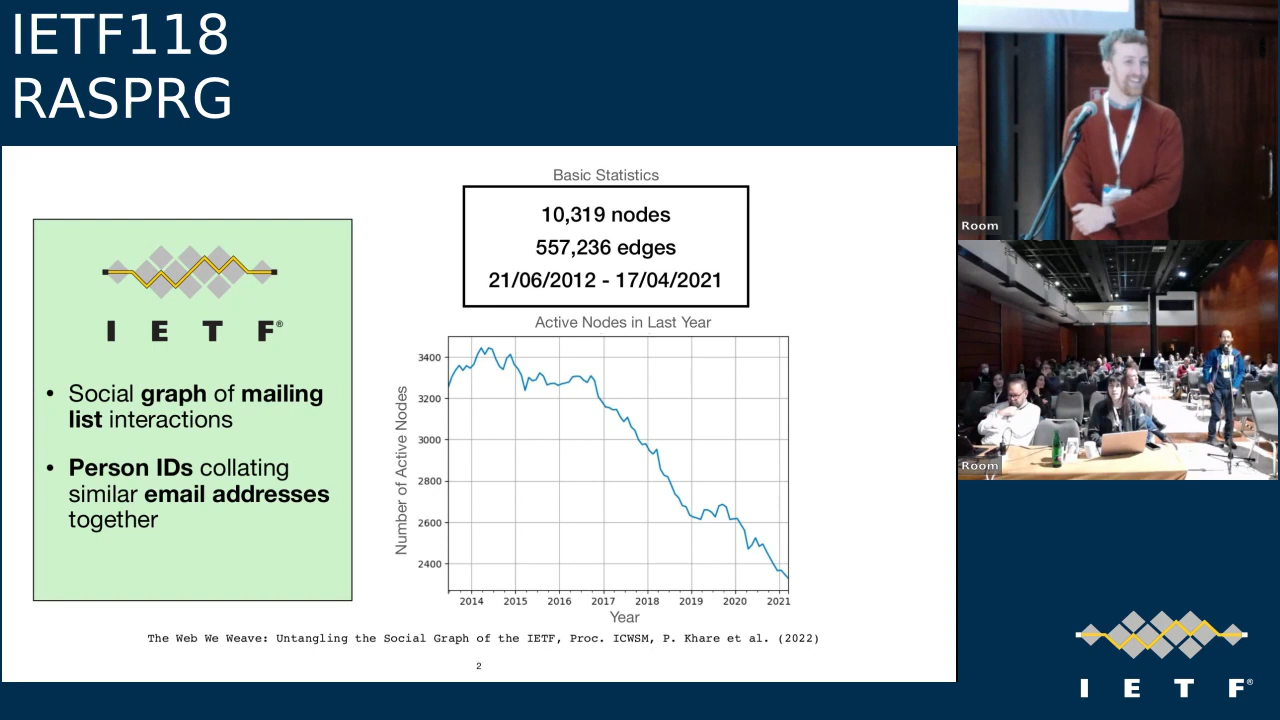 IETF118
RASPRG
Basic Statistics
10,319 nodes
557,236 edges
21/06/2012 - 17/04/2021
I E T F®
• Social graph of mailing
list interactions
• Person IDs collating
similar email addresses
together
Active Nodes in Last Year
Number of Active Nodes
3400
3200
3000
2800
2600
2400
2014 2015 2016 2017 2018 2019 2020 2021
Year
The Web We Weave: Untangling the Social Graph of the IETF, Proc. ICWSM, P. Khare et al. (2022)
2
Room
Room
I E T F®